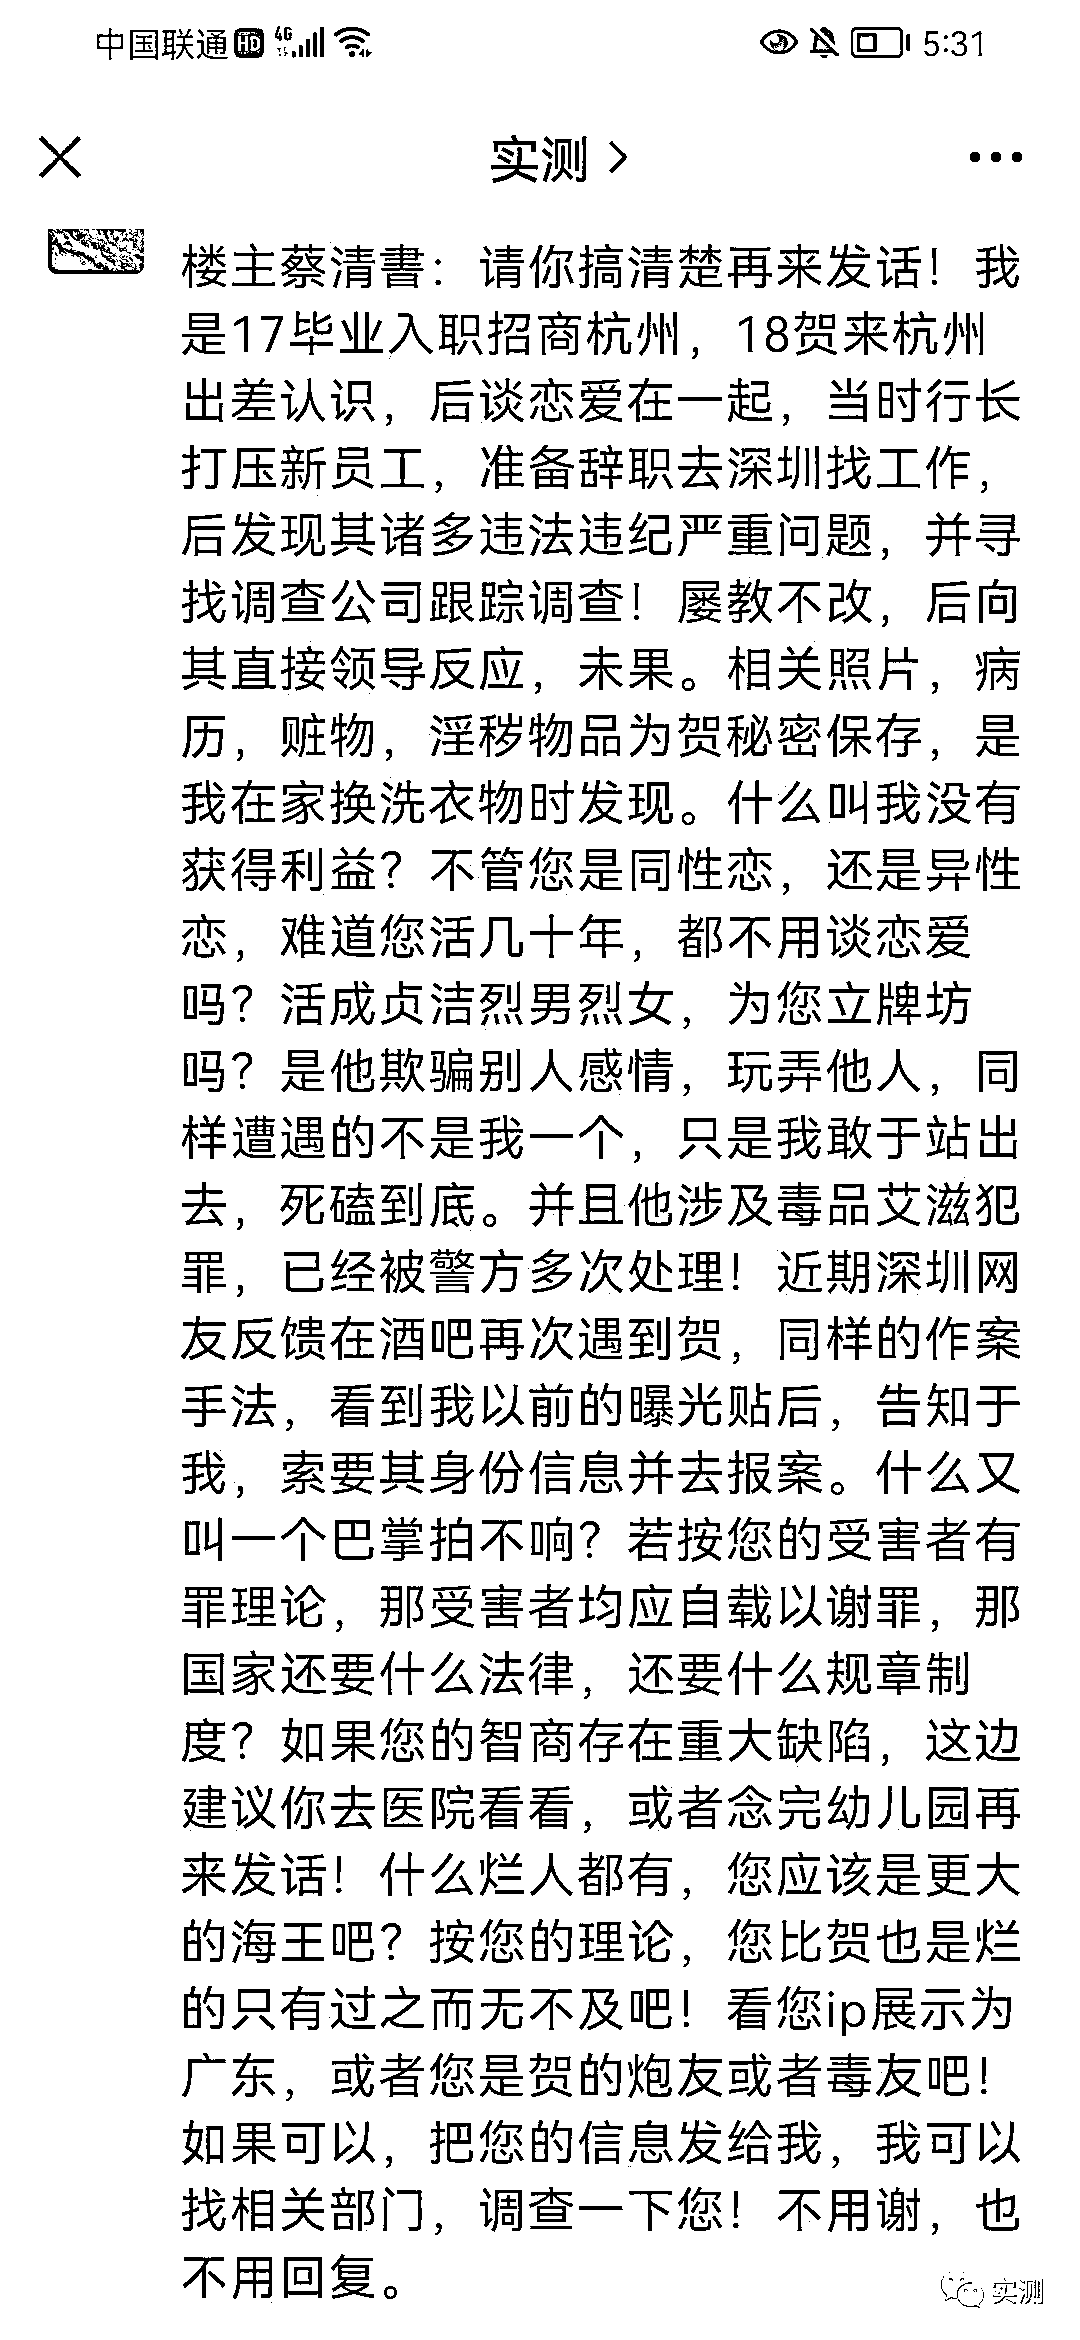 中国联通 HD 4G 5:31
实测 >
楼主蔡清書：请你搞清楚再来发话！我
是17毕业入职招商杭州，18贺来杭州
出差认识，后谈恋爱在一起，当时行长
打压新员工，准备辞职去深圳找工作，
后发现其诸多违法违纪严重问题，并寻
找调查公司跟踪调查！屡教不改，后向
其直接领导反应，未果。相关照片，病
历，赃物，淫秽物品为贺秘密保存，是
我在家换洗衣物时发现。什么叫我没有
获得利益？不管您是同性恋，还是异性
恋，难道您活几十年，都不用谈恋爱
吗？活成贞洁烈男烈女，为您立牌坊
吗？是他欺骗别人感情，玩弄他人，同
样遭遇的不是我一个，只是我敢于站出
去，死磕到底。并且他涉及毒品艾滋犯
罪，已经被警方多次处理！近期深圳网
友反馈在酒吧再次遇到贺，同样的作案
手法，看到我以前的曝光贴后，告知于
我，索要其身份信息并去报案。什么又
叫一个巴掌拍不响？若按您的受害者有
罪理论，那受害者均应自载以谢罪，那
国家还要什么法律，还要什么规章制
度？如果您的智商存在重大缺陷，这边
建议你去医院看看，或者念完幼儿园再
来发话！什么烂人都有，您应该是更大
的海王吧？按您的理论，您比贺也是烂
的只有过之而无不及吧！看您ip展示为
广东，或者您是贺的炮友或者毒友吧！
如果可以，把您的信息发给我，我可以
找相关部门，调查一下您！不用谢，也
不用回复。
实测